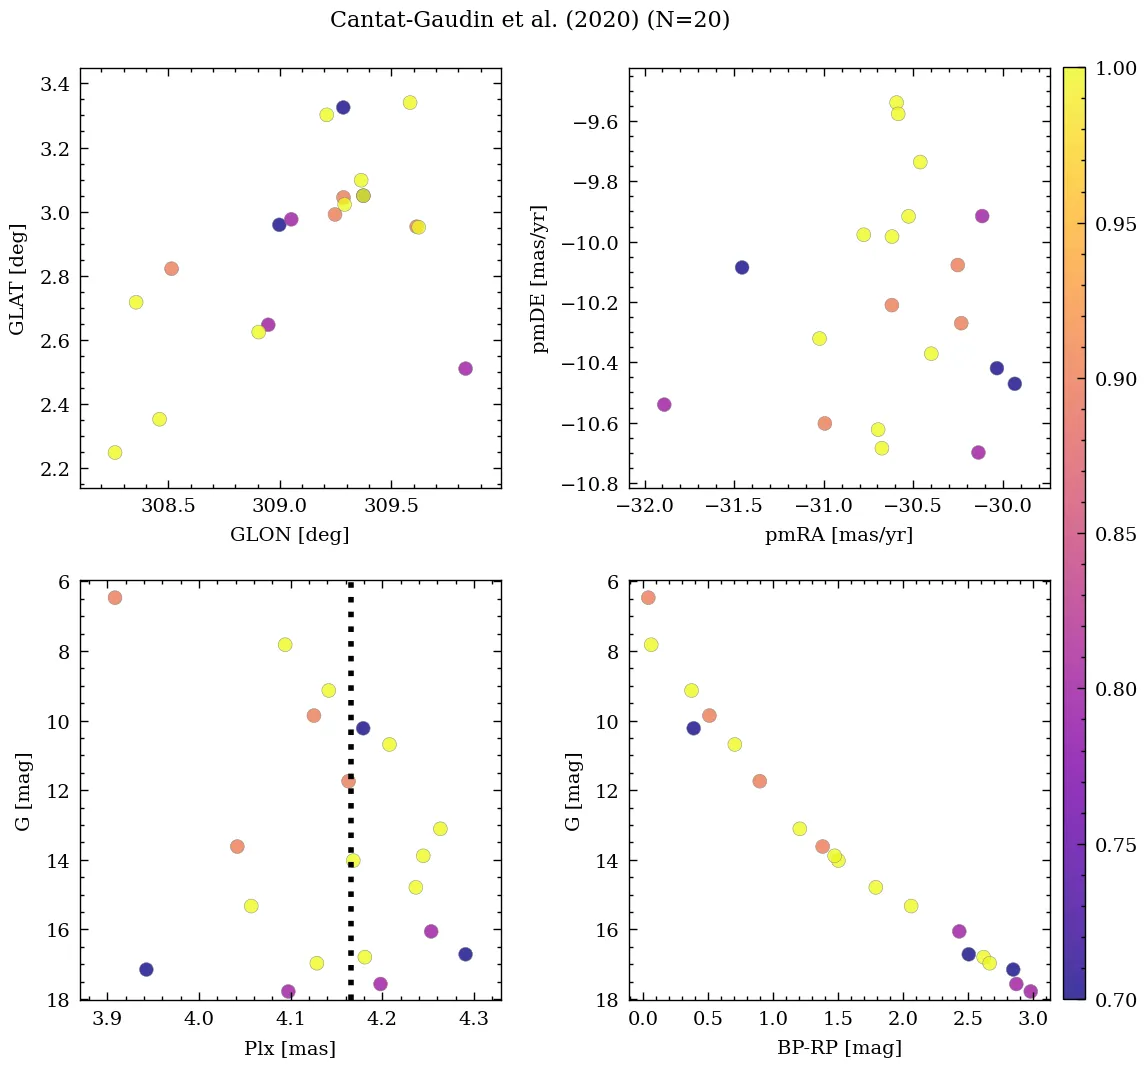 Cantat-Gaudin et al. (2020) (N=20)
3.4
3.2
3.0
2.8
2.6
2.4
2.2
GLAT [deg]
308.5 309.0 309.5
GLON [deg]
−9.6
−9.8
−10.0
−10.2
−10.4
−10.6
−10.8
pmDE [mas/yr]
−32.0 −31.5 −31.0 −30.5 −30.0
pmRA [mas/yr]
6
8
10
12
14
16
18
G [mag]
3.9 4.0 4.1 4.2 4.3
Plx [mas]
6
8
10
12
14
16
18
G [mag]
0.0 0.5 1.0 1.5 2.0 2.5 3.0
BP-RP [mag]
1.00
0.95
0.90
0.85
0.80
0.75
0.70